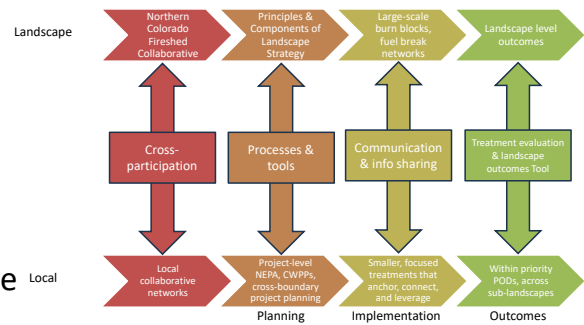 Landscape
Northern
Colorado
Fireshed
Collaborative
Principles &
Components of
Landscape
Strategy
Large-scale
burn blocks,
fuel break
networks
Landscape level
outcomes
Cross-
participation
Processes &
tools
Communication
& info sharing
Treatment evaluation
& landscape
outcomes Tool
e
Local
Local
collaborative
networks
Project-level
NEPA, CWPPs,
cross-boundary
project planning
Smaller, focused
treatments that
anchor, connect,
and leverage
Within priority
PODs, across
sub-landscapes
Planning
Implementation
Outcomes